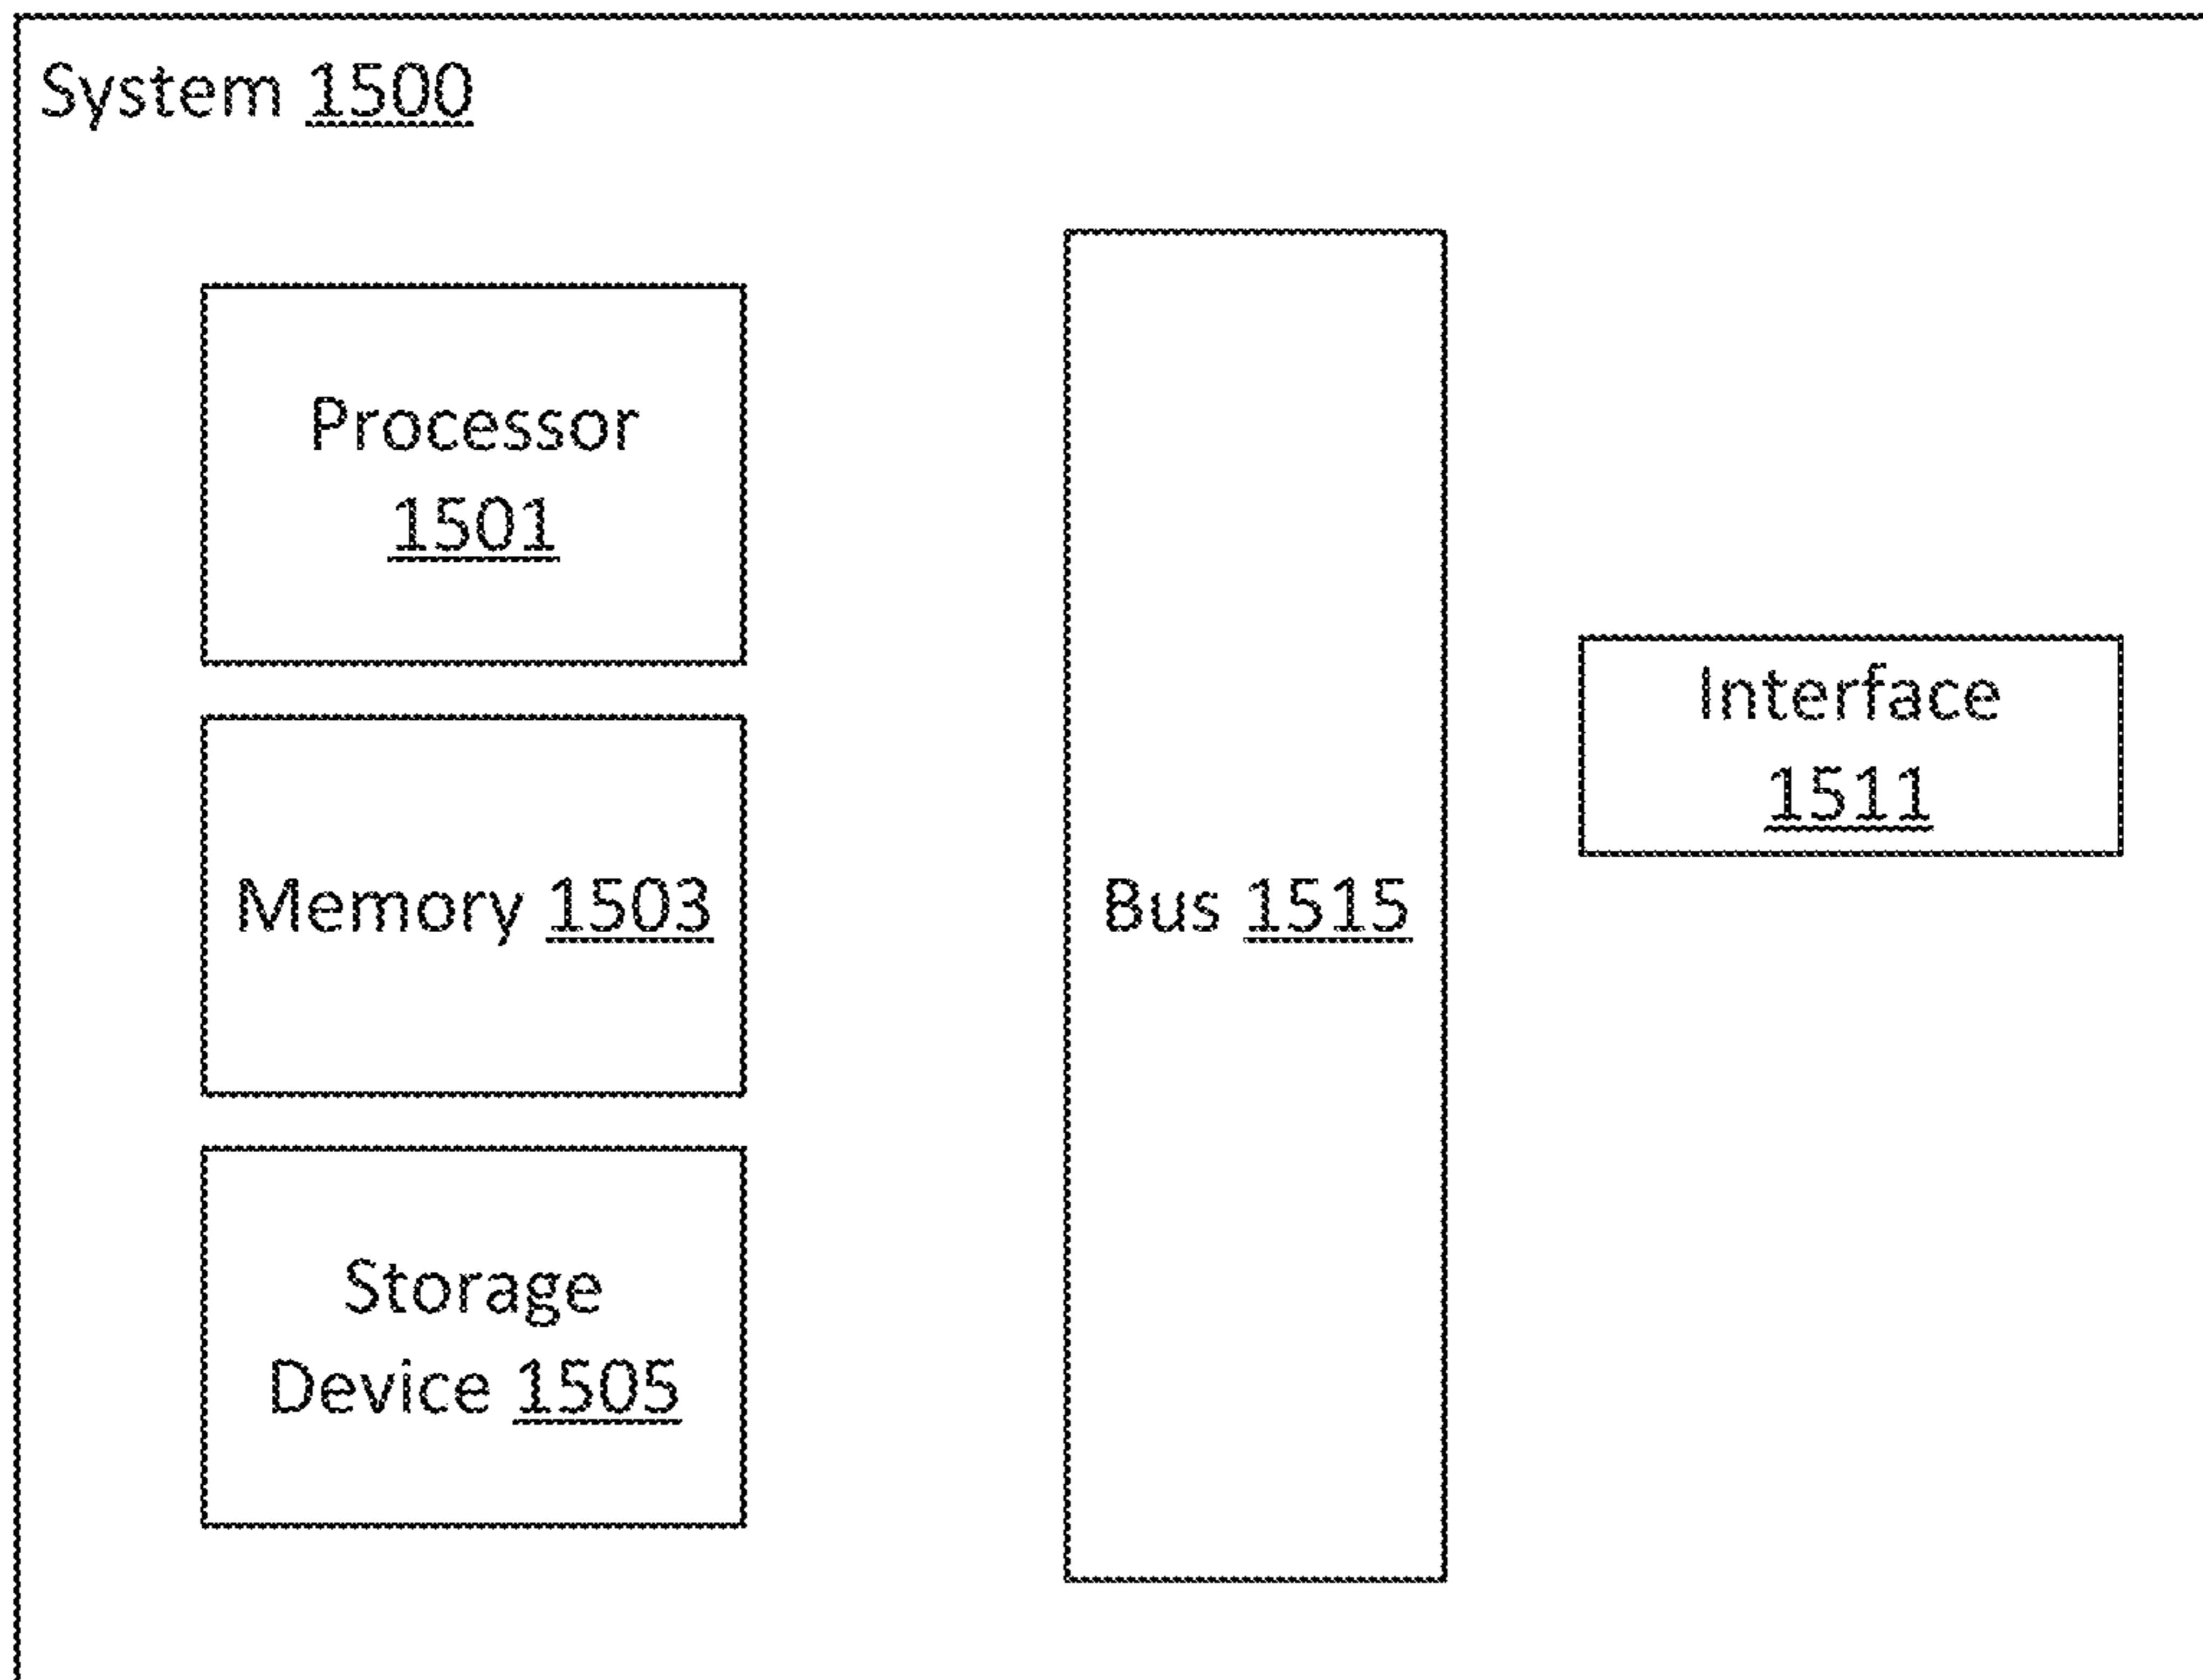 System 1500
Processor
1501
Memory 1503
Storage
Device 1505
Bus 1515
Interface
1511